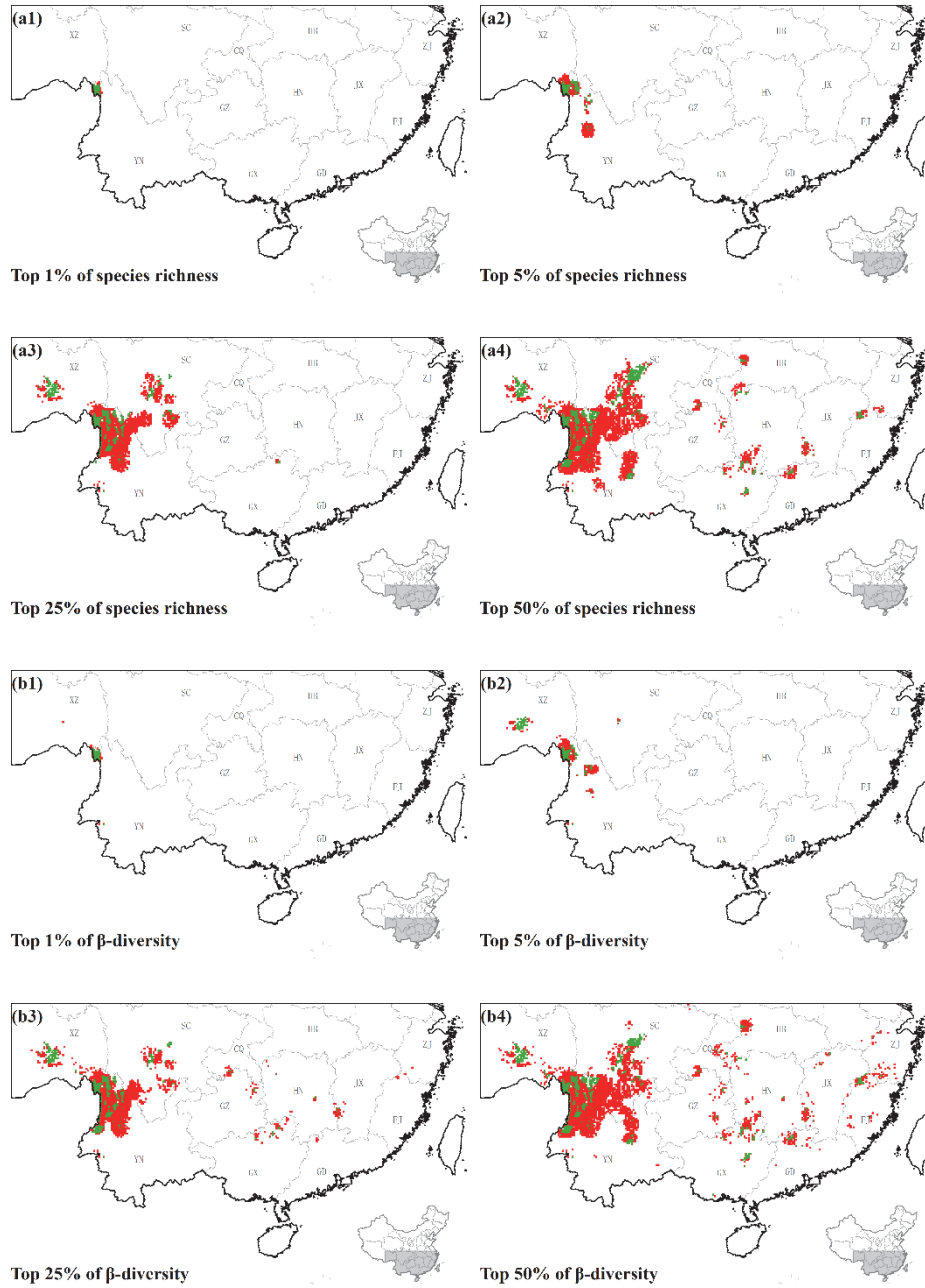 (a1)
XZ
SC
HB
ZJ
CQ
HN
JX
GZ
FJ
YN
GX
GD
Top 1% of species richness
(a2)
XZ
SC
HB
ZJ
CQ
HN
JX
GZ
FJ
YN
GX
GD
Top 5% of species richness
(a3)
XZ
SC
HB
ZJ
CQ
HN
JX
GZ
FJ
YN
GX
GD
Top 25% of species richness
(a4)
XZ
SC
HB
ZJ
CQ
HN
JX
GZ
FJ
YN
GX
GD
Top 50% of species richness
(b1)
XZ
SC
HB
ZJ
CQ
HN
JX
GZ
FJ
YN
GX
GD
Top 1% of β-diversity
(b2)
XZ
SC
HB
ZJ
CQ
HN
JX
GZ
FJ
YN
GX
GD
Top 5% of β-diversity
(b3)
XZ
SC
HB
ZJ
CQ
HN
JX
GZ
FJ
YN
GX
GD
Top 25% of β-diversity
(b4)
XZ
SC
HB
ZJ
CQ
HN
JX
GZ
FJ
YN
GX
GD
Top 50% of β-diversity